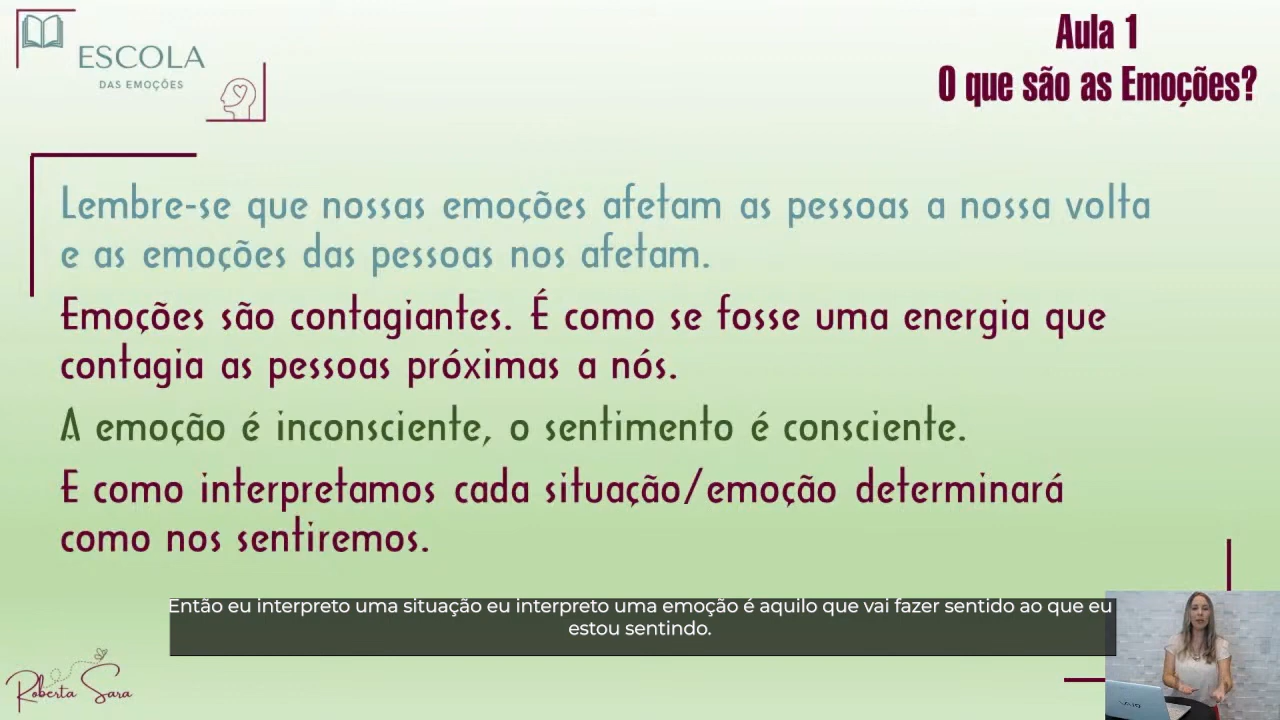 ESCOLA
DAS EMOÇÕES
Aula 1
O que são as Emoções?
Lembre-se que nossas emoções afetam as pessoas a nossa volta
e as emoções das pessoas nos afetam.
Emoções são contagiantes. É como se fosse uma energia que
contagia as pessoas próximas a nós.
A emoção é inconsciente, o sentimento é consciente.
E como interpretamos cada situação/emoção determinará
como nos sentiremos.
Então eu interpreto uma situação eu interpreto uma emoção é aquilo que vai fazer sentido ao que eu
estou sentindo.
Roberta Sara